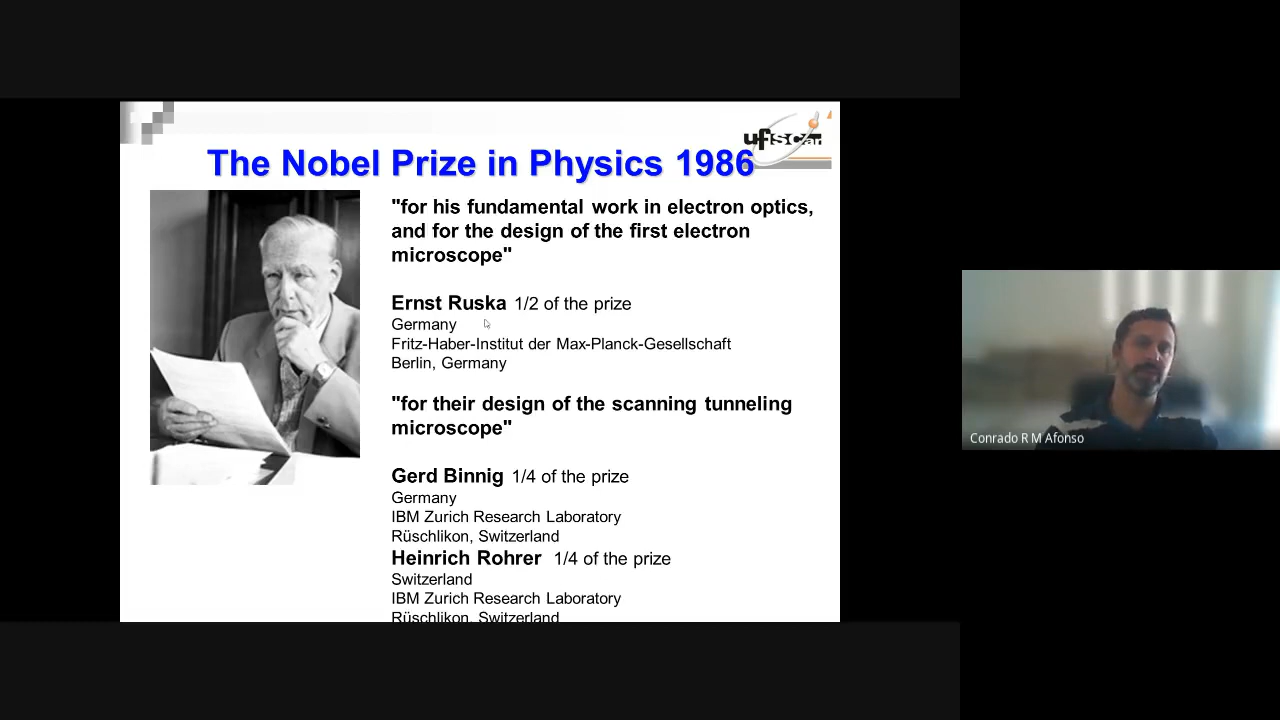 ufscar
The Nobel Prize in Physics 1986
"for his fundamental work in electron optics,
and for the design of the first electron
microscope"
Ernst Ruska 1/2 of the prize
Germany
Fritz-Haber-Institut der Max-Planck-Gesellschaft
Berlin, Germany
"for their design of the scanning tunneling
microscope"
Gerd Binnig 1/4 of the prize
Germany
IBM Zurich Research Laboratory
Rüschlikon, Switzerland
Heinrich Rohrer 1/4 of the prize
Switzerland
IBM Zurich Research Laboratory
Rüschlikon, Switzerland
Conrado R M Afonso